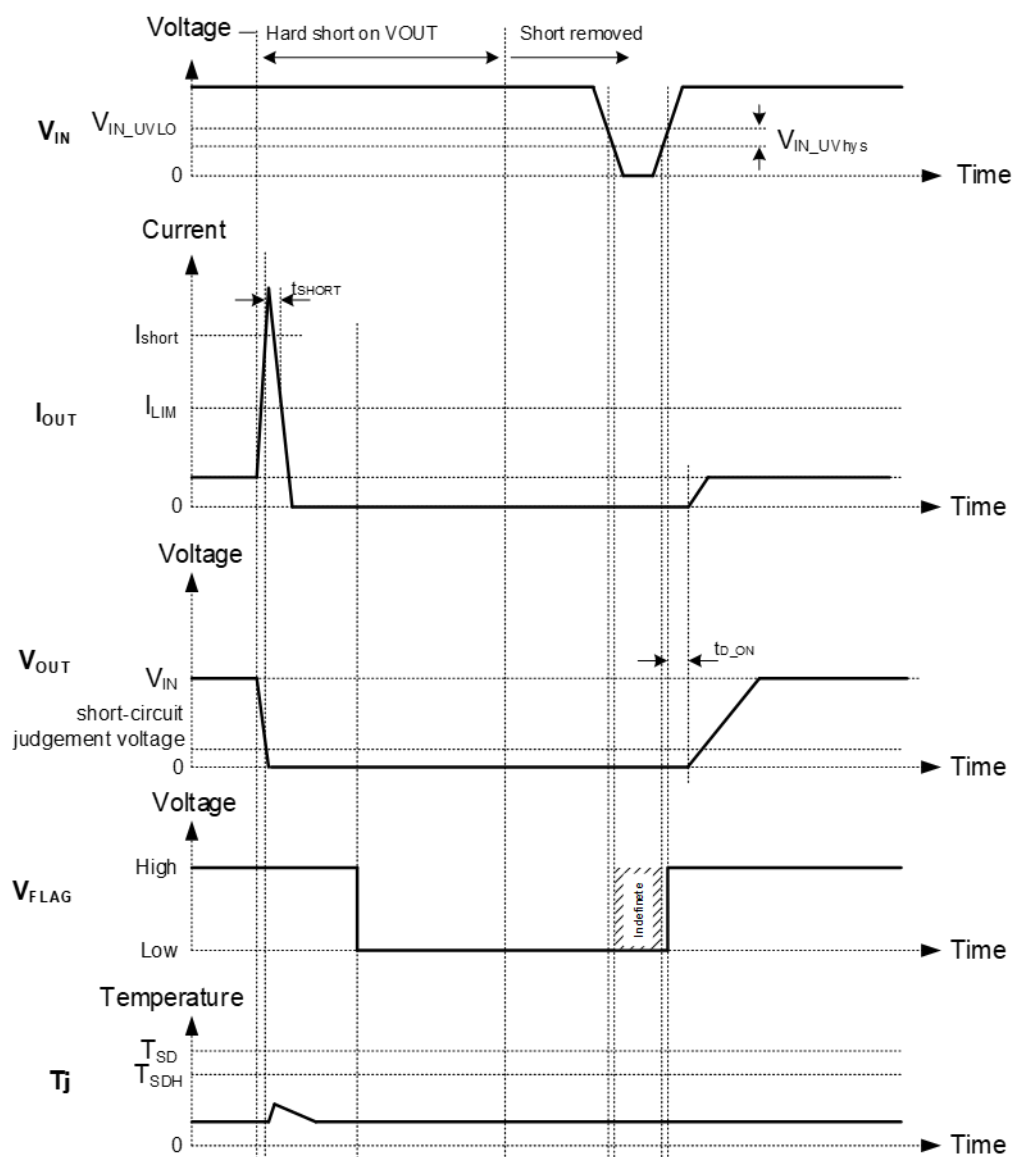 Voltage
Hard short on VOUT
Short removed
VIN
VIN_UVLO
VIN_UVhys
0
Time
Current
tSHORT
Ishort
IOUT
ILIM
0
Time
Voltage
tD_ON
VOUT
VIN
short-circuit
judgement voltage
0
Time
Voltage
High
VFLAG
Indefinete
Low
Time
Temperature
TSD
Tj
TSDH
0
Time